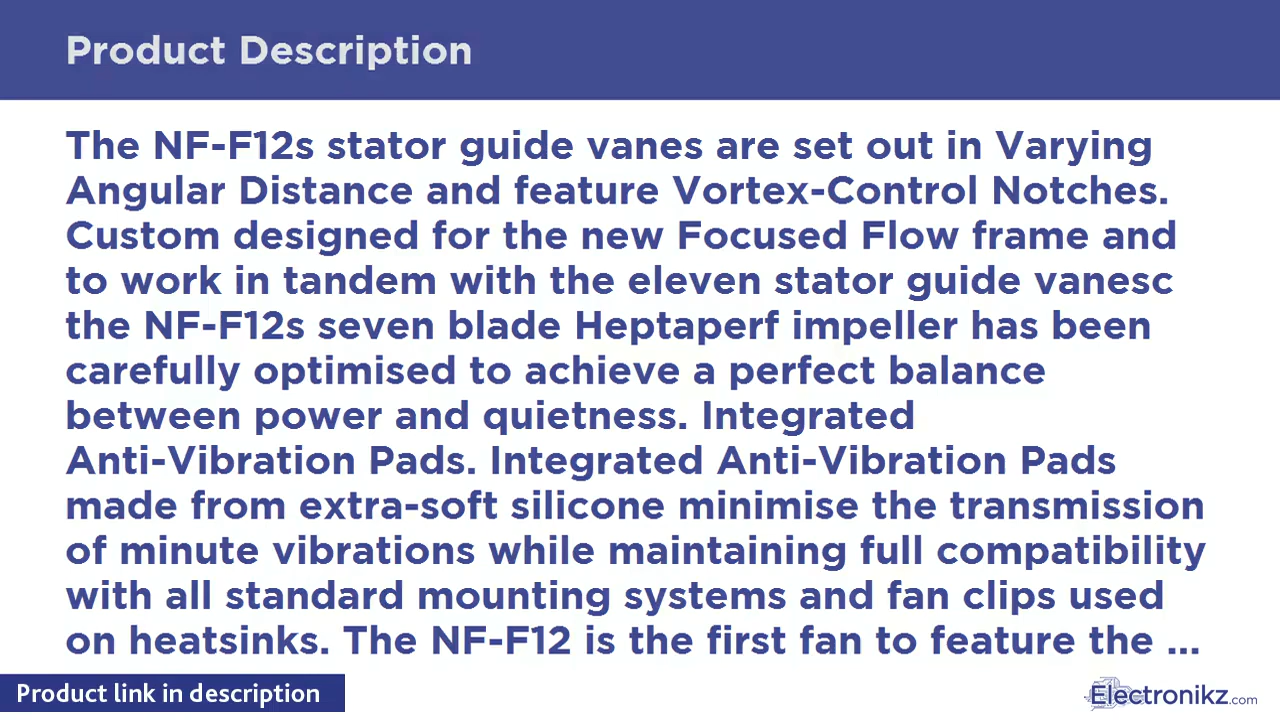 Product Description
The NF-F12s stator guide vanes are set out in Varying
Angular Distance and feature Vortex-Control Notches.
Custom designed for the new Focused Flow frame and
to work in tandem with the eleven stator guide vanesc
the NF-F12s seven blade Heptaperf impeller has been
carefully optimised to achieve a perfect balance
between power and quietness. Integrated
Anti-Vibration Pads. Integrated Anti-Vibration Pads
made from extra-soft silicone minimise the transmission
of minute vibrations while maintaining full compatibility
with all standard mounting systems and fan clips used
on heatsinks. The NF-F12 is the first fan to feature the ...
Product link in description
Electronikz.com